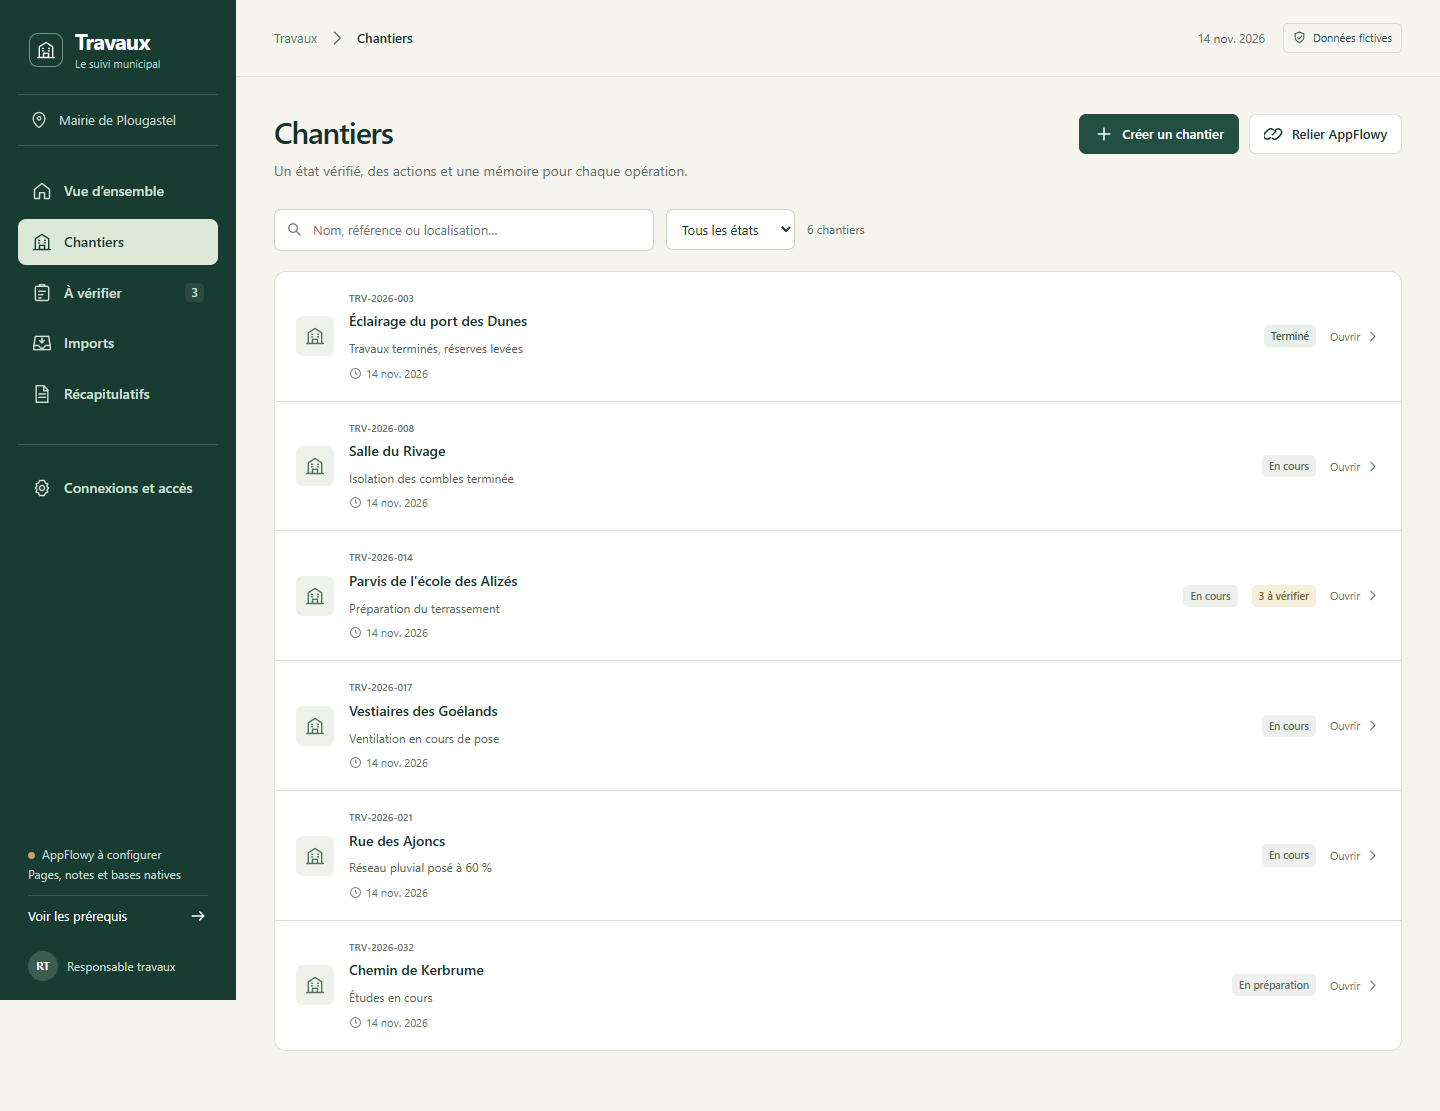 Travaux
Le suivi municipal
Mairie de Plougastel
Vue d’ensemble
Chantiers
À vérifier 3
Imports
Récapitulatifs
Connexions et accès
AppFlowy à configurer
Pages, notes et bases natives
Voir les prérequis
RT Responsable travaux
Travaux Chantiers
14 nov. 2026 Données fictives
Chantiers
Créer un chantier Relier AppFlowy
Un état vérifié, des actions et une mémoire pour chaque opération.
Nom, référence ou localisation... Tous les états 6 chantiers
TRV-2026-003
Éclairage du port des Dunes
Travaux terminés, réserves levées
14 nov. 2026
Terminé Ouvrir
TRV-2026-008
Salle du Rivage
Isolation des combles terminée
14 nov. 2026
En cours Ouvrir
TRV-2026-014
Parvis de l'école des Alizés
Préparation du terrassement
14 nov. 2026
En cours 3 à vérifier Ouvrir
TRV-2026-017
Vestiaires des Goélands
Ventilation en cours de pose
14 nov. 2026
En cours Ouvrir
TRV-2026-021
Rue des Ajoncs
Réseau pluvial posé à 60 %
14 nov. 2026
En cours Ouvrir
TRV-2026-032
Chemin de Kerbrume
Études en cours
14 nov. 2026
En préparation Ouvrir